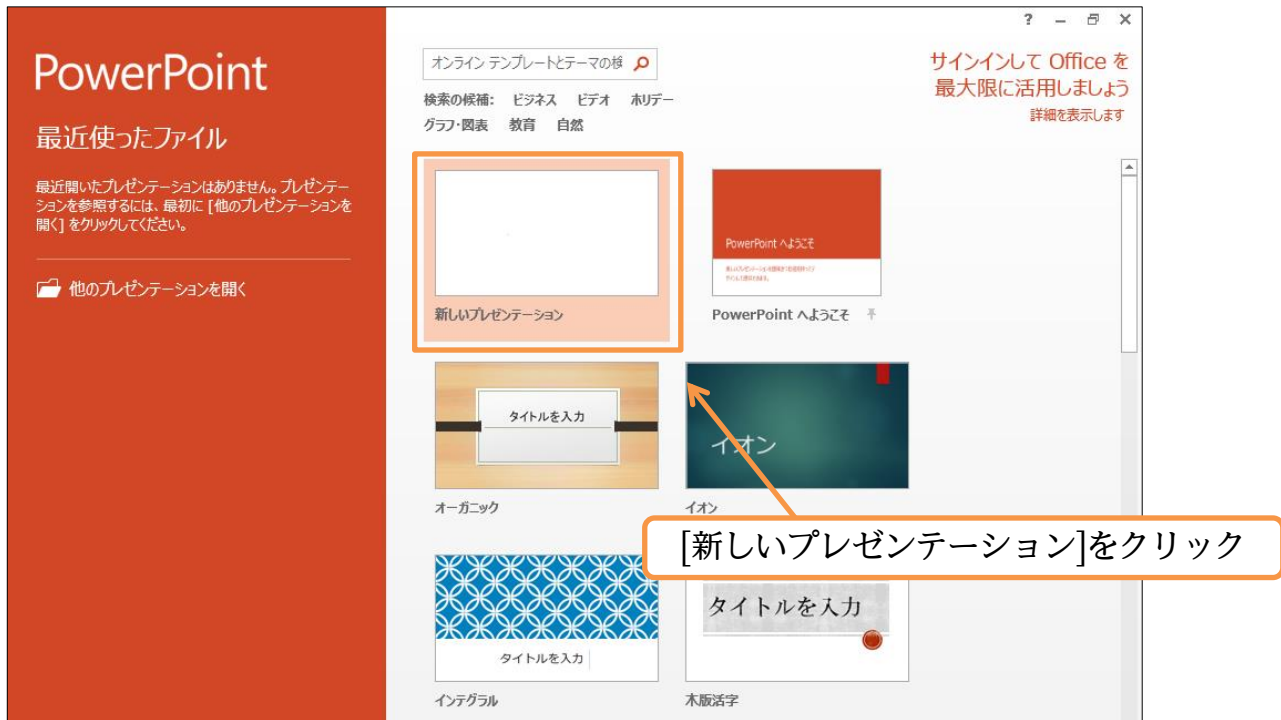 ? － ×
PowerPoint
オンライン テンプレートとテーマの検
サインインして Office を
最大限に活用しましょう
詳細を表示します
検索の候補: ビジネス ビデオ ホリデー
グラフ・図表 教育 自然
最近使ったファイル
最近開いたプレゼンテーションはありません。プレゼンテー
ションを参照するには、最初に [他のプレゼンテーションを
開く] をクリックしてください。
他のプレゼンテーションを開く
新しいプレゼンテーション
PowerPoint へようこそ
PowerPoint へようこそ
タイトルを入力
オーガニック
イオン
イオン
[新しいプレゼンテーション]をクリック
タイトルを入力
インテグラル
タイトルを入力
木版活字